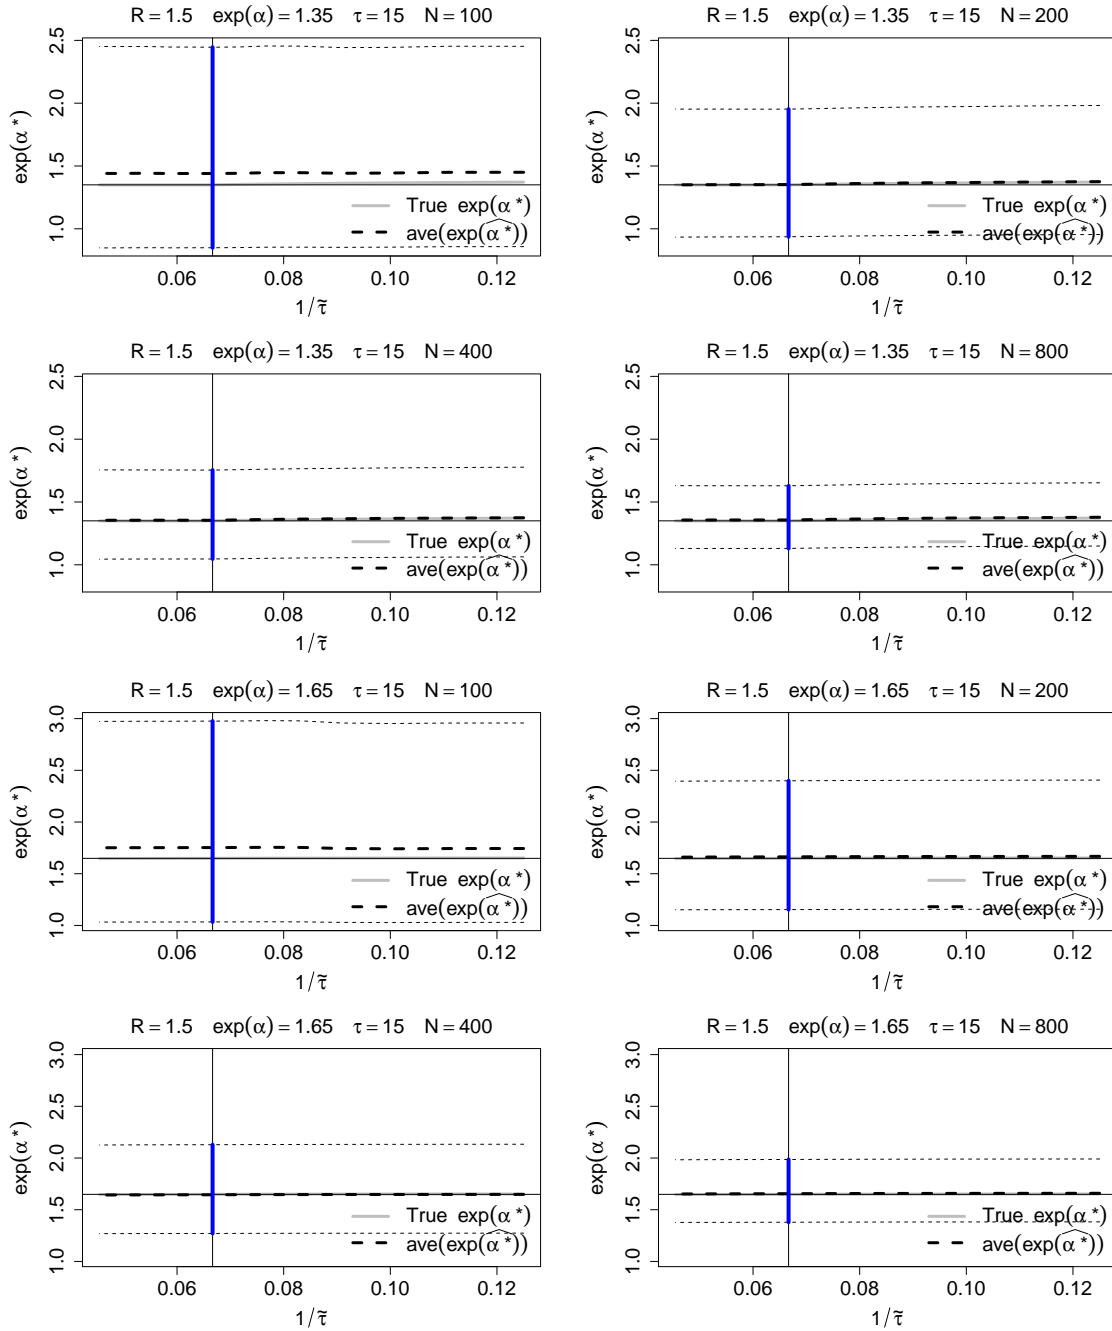 R = 1.5 exp(α) = 1.35 τ = 15 N = 100
exp(α*)
2.5
2.0
1.5
1.0
True exp(α*)
ave(exp(α̂*))
0.06 0.08 0.10 0.12
1/τ̃
R = 1.5 exp(α) = 1.35 τ = 15 N = 200
exp(α*)
2.5
2.0
1.5
1.0
True exp(α*)
ave(exp(α̂*))
0.06 0.08 0.10 0.12
1/τ̃
R = 1.5 exp(α) = 1.35 τ = 15 N = 400
exp(α*)
2.5
2.0
1.5
1.0
True exp(α*)
ave(exp(α̂*))
0.06 0.08 0.10 0.12
1/τ̃
R = 1.5 exp(α) = 1.35 τ = 15 N = 800
exp(α*)
2.5
2.0
1.5
1.0
True exp(α*)
ave(exp(α̂*))
0.06 0.08 0.10 0.12
1/τ̃
R = 1.5 exp(α) = 1.65 τ = 15 N = 100
exp(α*)
3.0
2.5
2.0
1.5
1.0
True exp(α*)
ave(exp(α̂*))
0.06 0.08 0.10 0.12
1/τ̃
R = 1.5 exp(α) = 1.65 τ = 15 N = 200
exp(α*)
3.0
2.5
2.0
1.5
1.0
True exp(α*)
ave(exp(α̂*))
0.06 0.08 0.10 0.12
1/τ̃
R = 1.5 exp(α) = 1.65 τ = 15 N = 400
exp(α*)
3.0
2.5
2.0
1.5
1.0
True exp(α*)
ave(exp(α̂*))
0.06 0.08 0.10 0.12
1/τ̃
R = 1.5 exp(α) = 1.65 τ = 15 N = 800
exp(α*)
3.0
2.5
2.0
1.5
1.0
True exp(α*)
ave(exp(α̂*))
0.06 0.08 0.10 0.12
1/τ̃